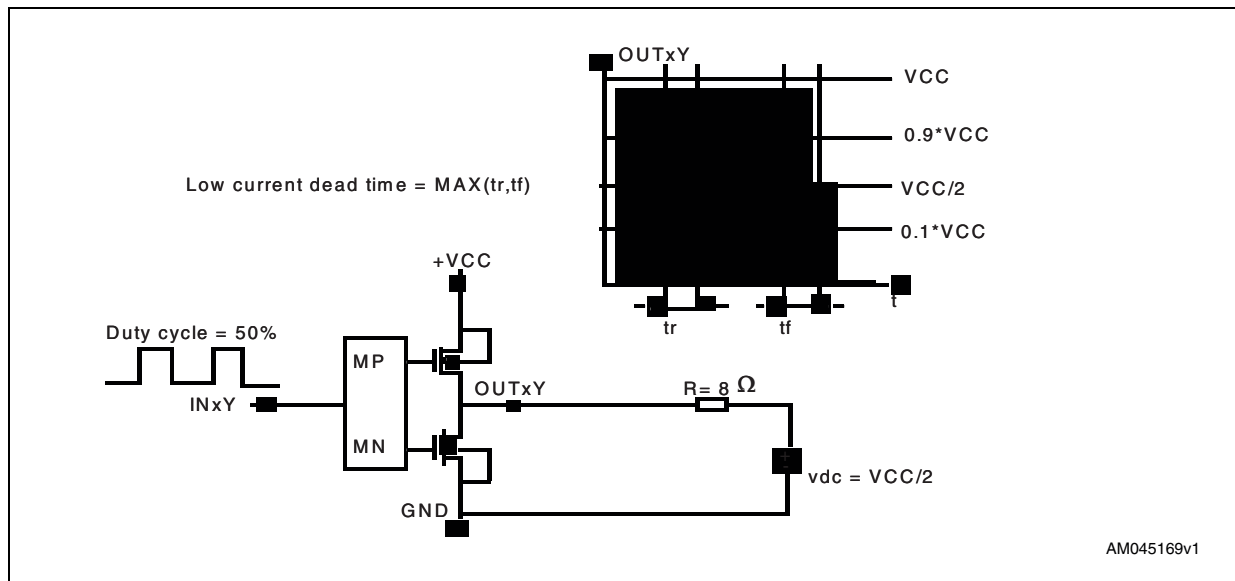 OUTxY
VCC
0.9*VCC
Low current dead time = MAX(tr,tf)
VCC/2
0.1*VCC
+VCC
t
tr
tf
Duty cycle = 50%
MP
OUTxY
R= 8 Ω
INxY
MN
+
-
vdc = VCC/2
GND
AM045169v1